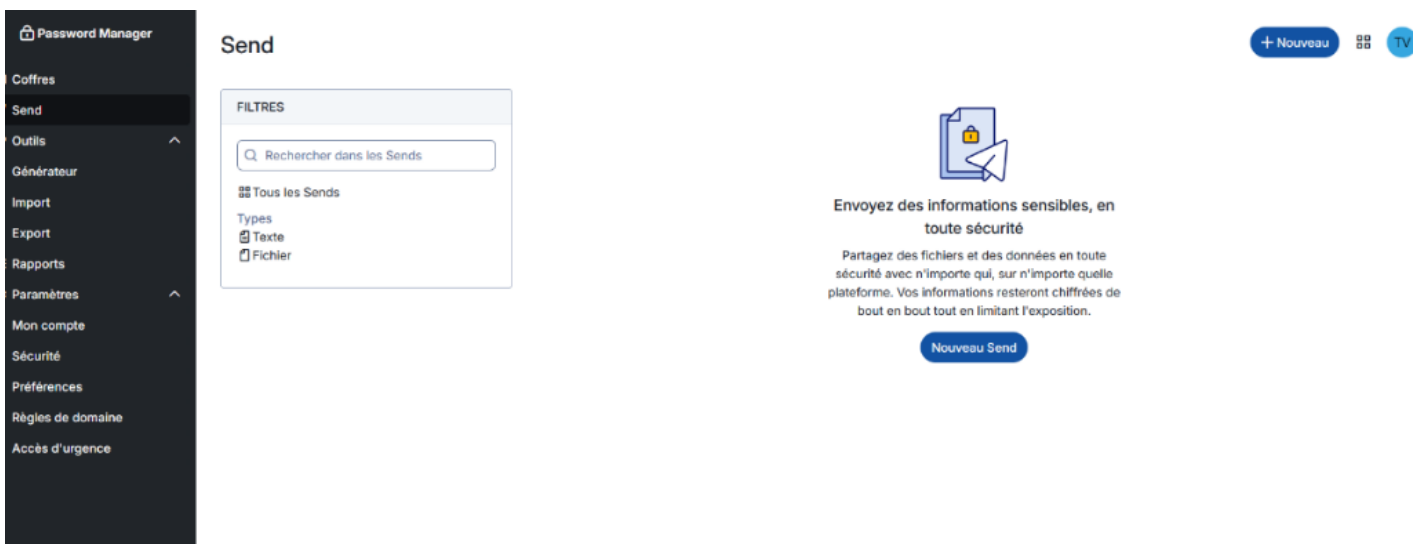 Password Manager
Coffres
Send
Outils
Générateur
Import
Export
Rapports
Paramètres
Mon compte
Sécurité
Préférences
Règles de domaine
Accès d'urgence
Send
+ Nouveau
TV
FILTRES
Rechercher dans les Sends
Tous les Sends
Types
Texte
Fichier
Envoyez des informations sensibles, en
toute sécurité
Partagez des fichiers et des données en toute
sécurité avec n'importe qui, sur n'importe quelle
plateforme. Vos informations resteront chiffrées de
bout en bout tout en limitant l'exposition.
Nouveau Send